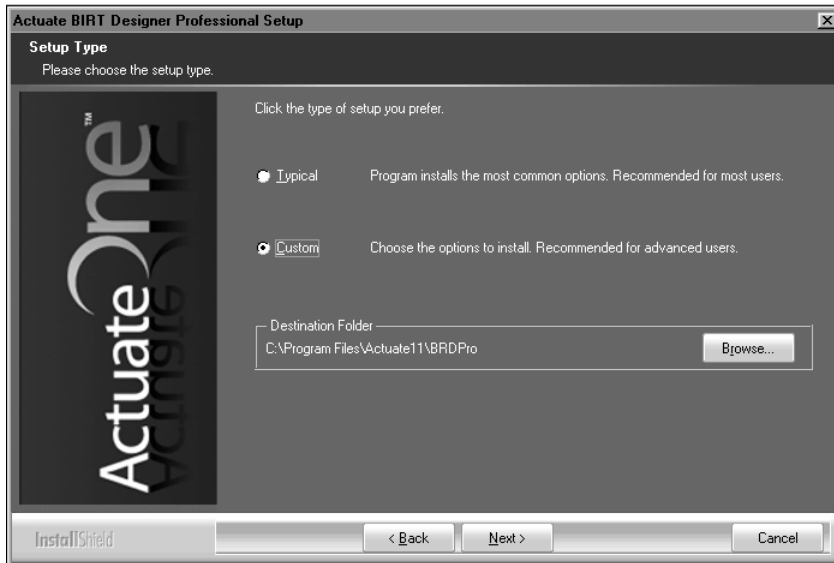 Actuate BIRT Designer Professional Setup
Setup Type
Please choose the setup type.
Click the type of setup you prefer.
Typical Program installs the most common options. Recommended for most users.
Custom Choose the options to install. Recommended for advanced users.
Destination Folder
C:\Program Files\Actuate11\BRDPro
Browse...
ActuateOne™
InstallShield
< Back Next > Cancel